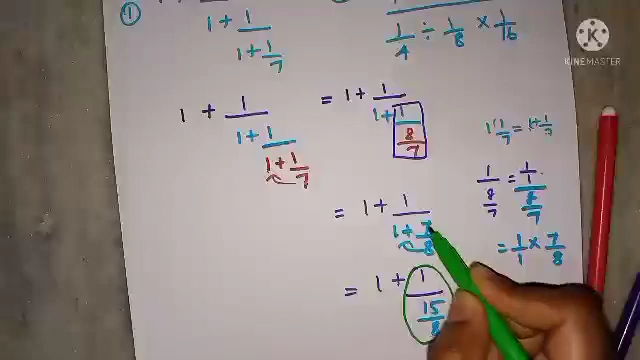 ①
1 + 1/(1 + 1/7)
1/4 ÷ 1/8 × 1/16
KINEMASTER
1 + 1/(1 + 1/(1 + 1/7)) = 1 + 1/(1 + 1/(8/7))
1 1/7 = 1 + 1/7
1/(8/7) = (1/1)/(8/7)
= 1 + 1/(1 + 7/8)
= 1/1 × 7/8
= 1 + 1/(15/8)